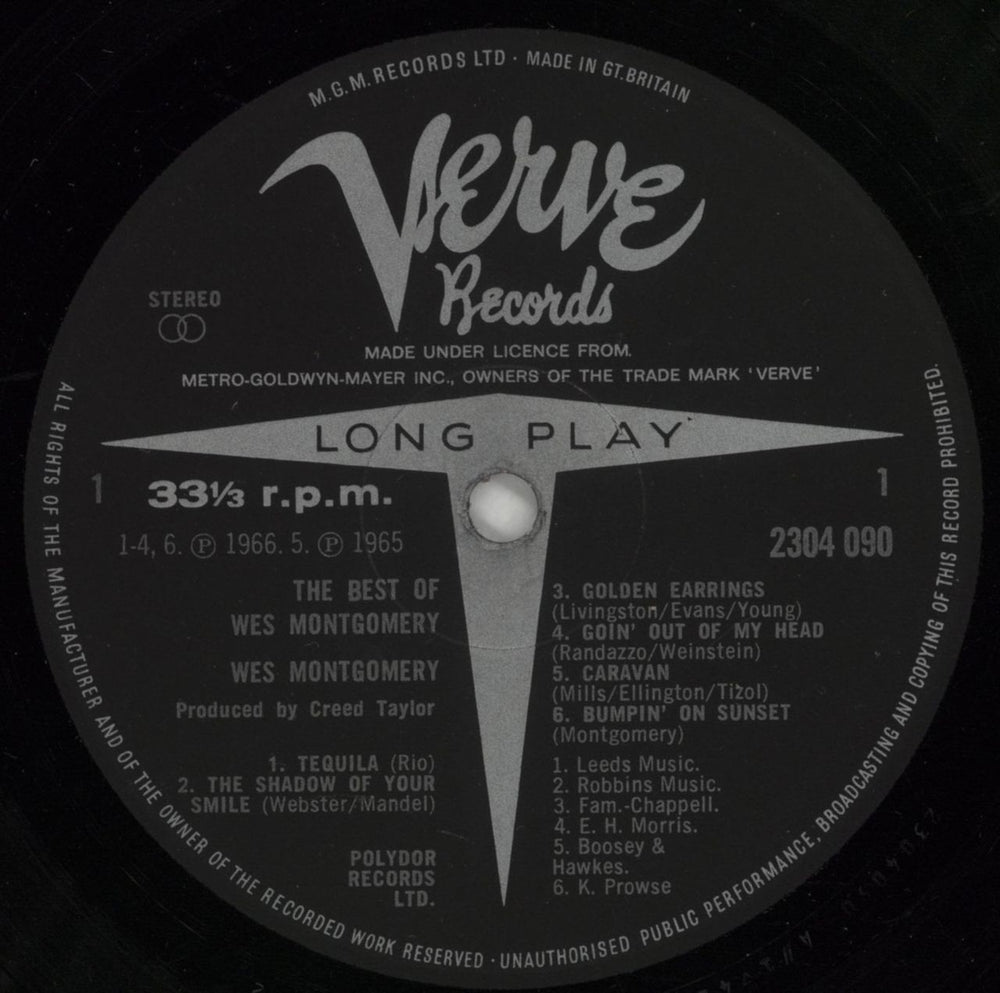 M.G.M. RECORDS LTD · MADE IN GT. BRITAIN
Verve
Records
STEREO
MADE UNDER LICENCE FROM.
METRO-GOLDWYN-MAYER INC., OWNERS OF THE TRADE MARK 'VERVE'
LONG PLAY
1
1
33⅓ r.p.m.
1-4, 6. Ⓟ 1966. 5. Ⓟ 1965
2304 090
THE BEST OF
WES MONTGOMERY
WES MONTGOMERY
Produced by Creed Taylor
1. TEQUILA (Rio)
2. THE SHADOW OF YOUR
SMILE (Webster/Mandel)
POLYDOR
RECORDS
LTD.
3. GOLDEN EARRINGS
(Livingston/Evans/Young)
4. GOIN' OUT OF MY HEAD
(Randazzo/Weinstein)
5. CARAVAN
(Mills/Ellington/Tizol)
6. BUMPIN' ON SUNSET
(Montgomery)
1. Leeds Music.
2. Robbins Music.
3. Fam.-Chappell.
4. E. H. Morris.
5. Boosey &
Hawkes.
6. K. Prowse
ALL RIGHTS OF THE MANUFACTURER AND OF THE OWNER OF THE RECORDED WORK RESERVED · UNAUTHORISED PUBLIC PERFORMANCE, BROADCASTING AND COPYING OF THIS RECORD PROHIBITED.